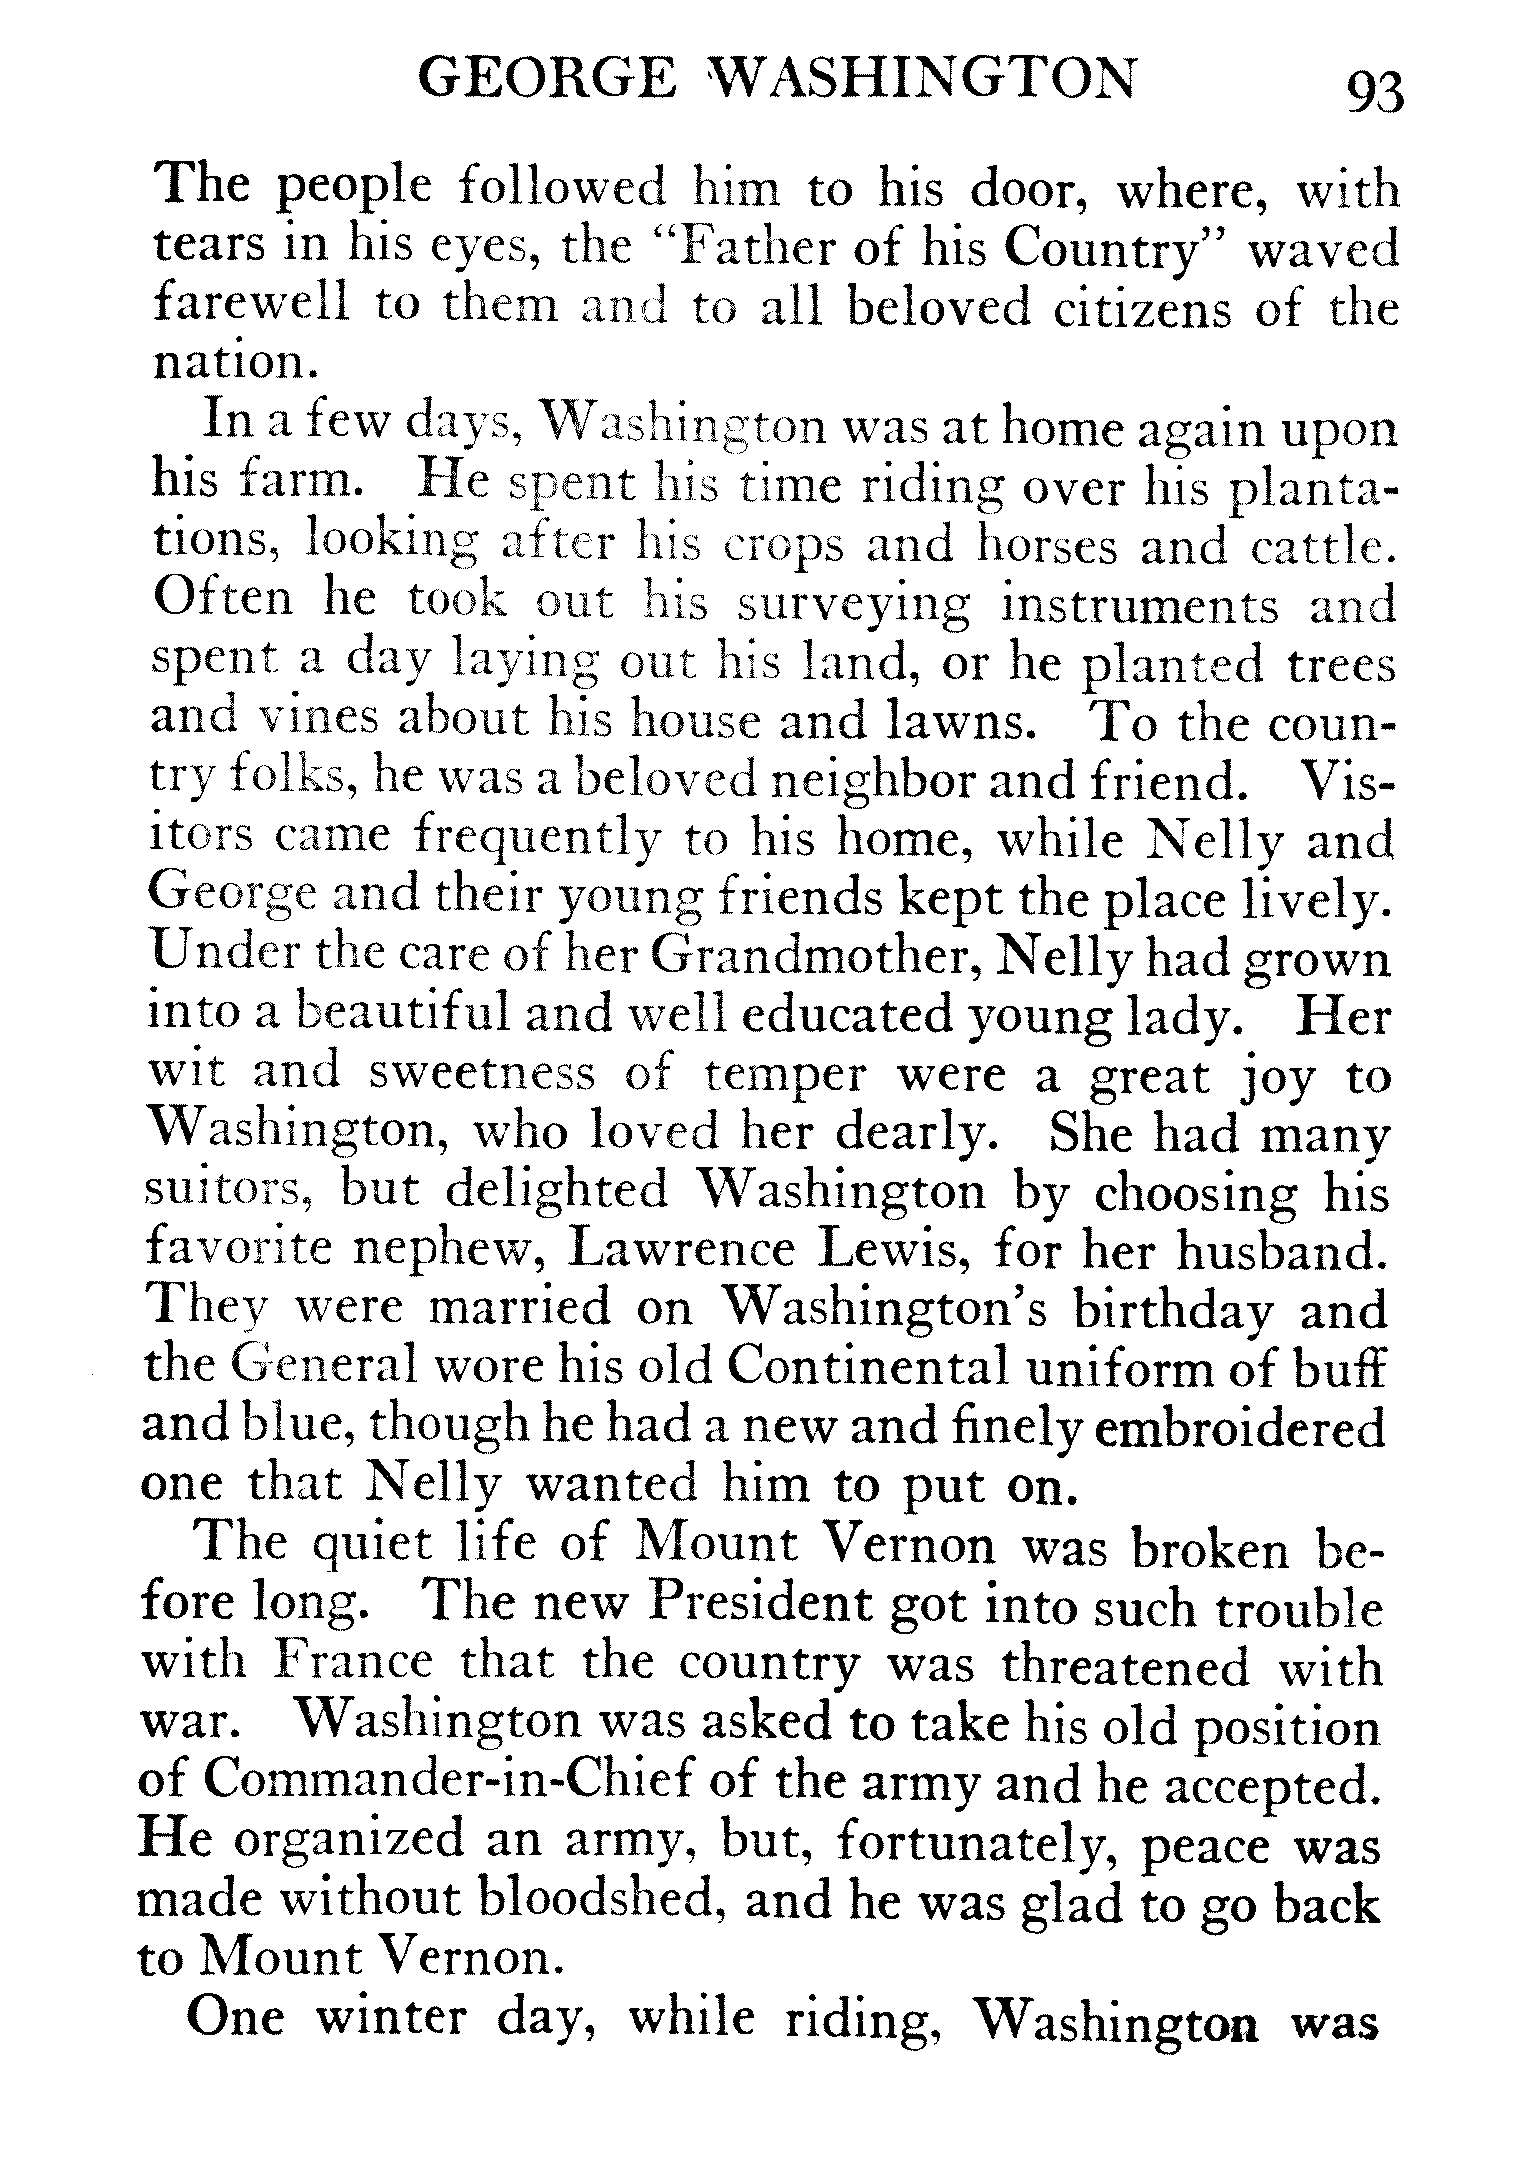 GEORGE WASHINGTON 93
The people followed him to his door, where, with
tears in his eyes, the “Father of his Country” waved
farewell to them and to all beloved citizens of the
nation.
In a few days, Washington was at home again upon
his farm. He spent his time riding over his planta-
tions, looking after his crops and horses and cattle.
Often he took out his surveying instruments and
spent a day laying out his land, or he planted trees
and vines about his house and lawns. To the coun-
try folks, he was a beloved neighbor and friend. Vis-
itors came frequently to his home, while Nelly and
George and their young friends kept the place lively.
Under the care of her Grandmother, Nelly had grown
into a beautiful and well educated young lady. Her
wit and sweetness of temper were a great joy to
Washington, who loved her dearly. She had many
suitors, but delighted Washington by choosing his
favorite nephew, Lawrence Lewis, for her husband.
They were married on Washington’s birthday and
the General wore his old Continental uniform of buff
and blue, though he had a new and finely embroidered
one that Nelly wanted him to put on.
The quiet life of Mount Vernon was broken be-
fore long. The new President got into such trouble
with France that the country was threatened with
war. Washington was asked to take his old position
of Commander-in-Chief of the army and he accepted.
He organized an army, but, fortunately, peace was
made without bloodshed, and he was glad to go back
to Mount Vernon.
One winter day, while riding, Washington was